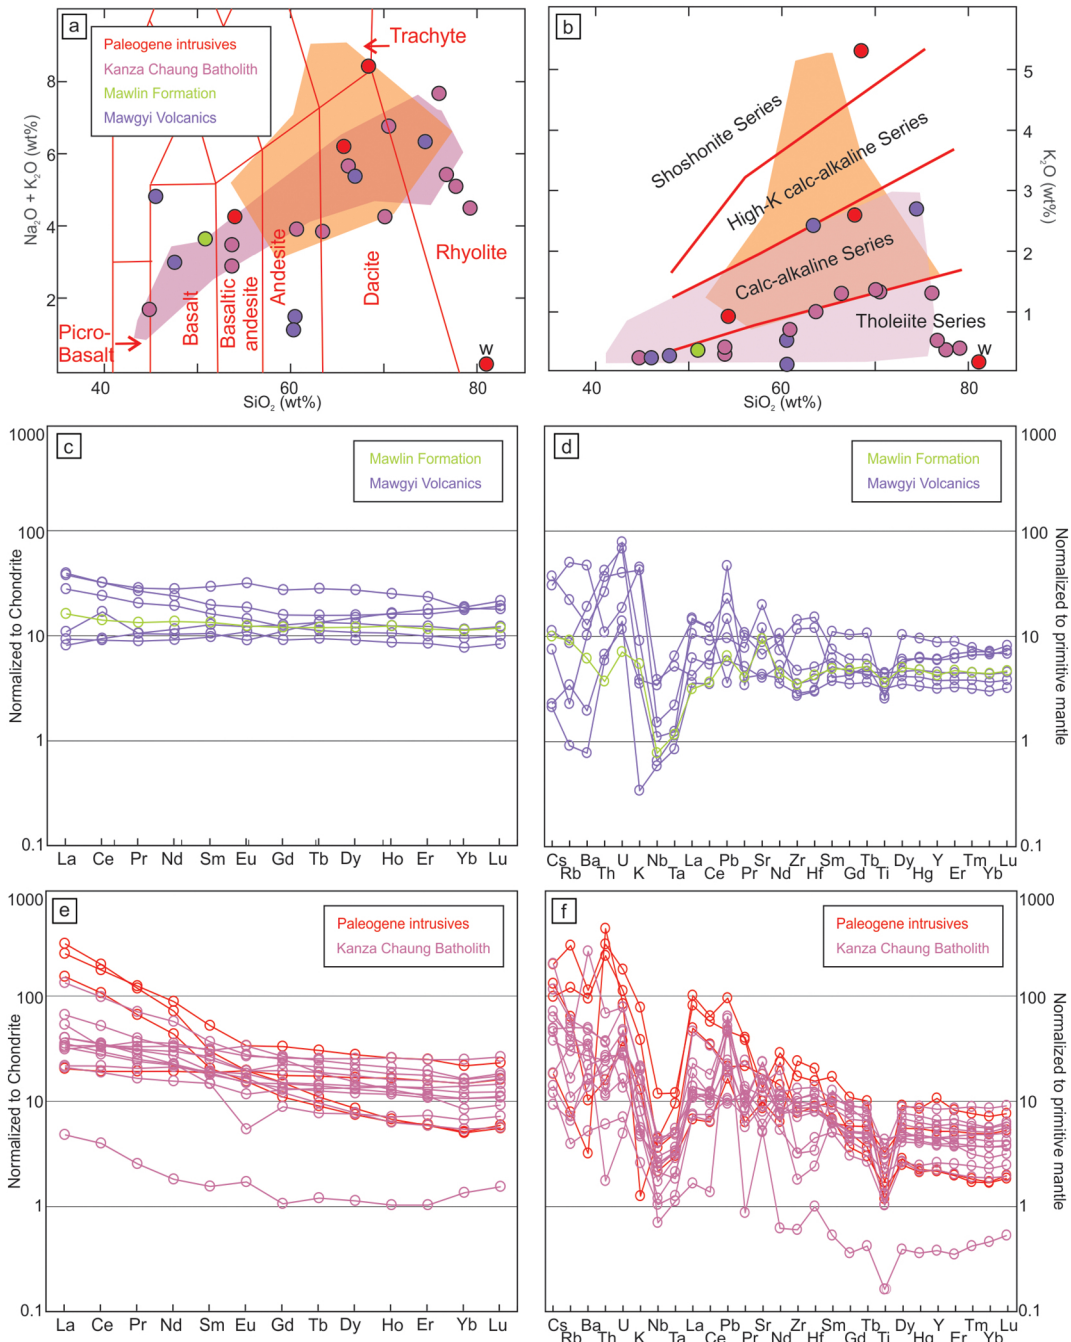 a
Paleogene intrusives
Kanza Chaung Batholith
Mawlin Formation
Mawgyi Volcanics
Trachyte
8
6
4
2
Na2O + K2O (wt%)
Picro-
Basalt
Basalt
Basaltic
andesite
Andesite
Dacite
Rhyolite
w
40
60
80
SiO2 (wt%)
b
Shoshonite Series
High-K calc-alkaline Series
Calc-alkaline Series
Tholeiite Series
w
5
4
3
2
1
K2O (wt%)
40
60
80
SiO2 (wt%)
c
Mawlin Formation
Mawgyi Volcanics
1000
100
10
1
0.1
Normalized to Chondrite
La Ce Pr Nd Sm Eu Gd Tb Dy Ho Er Yb Lu
d
Mawlin Formation
Mawgyi Volcanics
1000
100
10
1
0.1
Normalized to primitive mantle
Cs Ba U Nb La Pb Sr Zr Sm Tb Dy Y Tm Lu
Rb Th K Ta Ce Pr Nd Hf Gd Ti Hg Er Yb
e
Paleogene intrusives
Kanza Chaung Batholith
1000
100
10
1
0.1
Normalized to Chondrite
La Ce Pr Nd Sm Eu Gd Tb Dy Ho Er Yb Lu
f
Paleogene intrusives
Kanza Chaung Batholith
1000
100
10
1
0.1
Normalized to primitive mantle
Cs Ba U Nb La Pb Sr Zr Sm Tb Dy Y Tm Lu
Rb Th K Ta Ce Pr Nd Hf Gd Ti Ho Er Yb